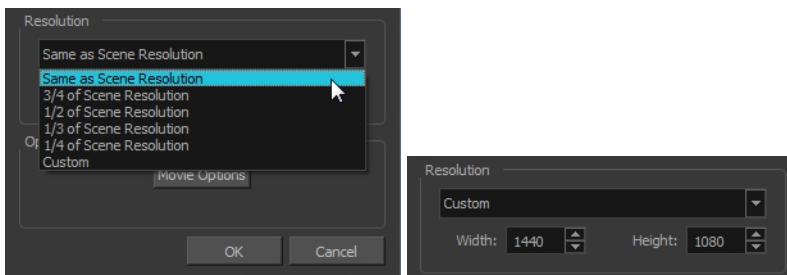 Resolution
Same as Scene Resolution
Same as Scene Resolution
3/4 of Scene Resolution
1/2 of Scene Resolution
1/3 of Scene Resolution
1/4 of Scene Resolution
Custom
Movie Options
OK Cancel
Resolution
Custom
Width: 1440 Height: 1080